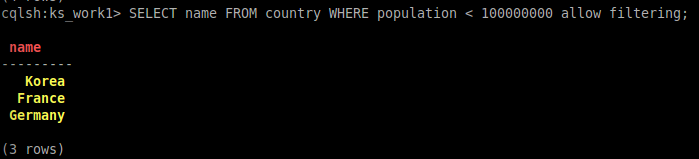 cqlsh:ks_work1> SELECT name FROM country WHERE population < 100000000 allow filtering;
name
---------
Korea
France
Germany
(3 rows)